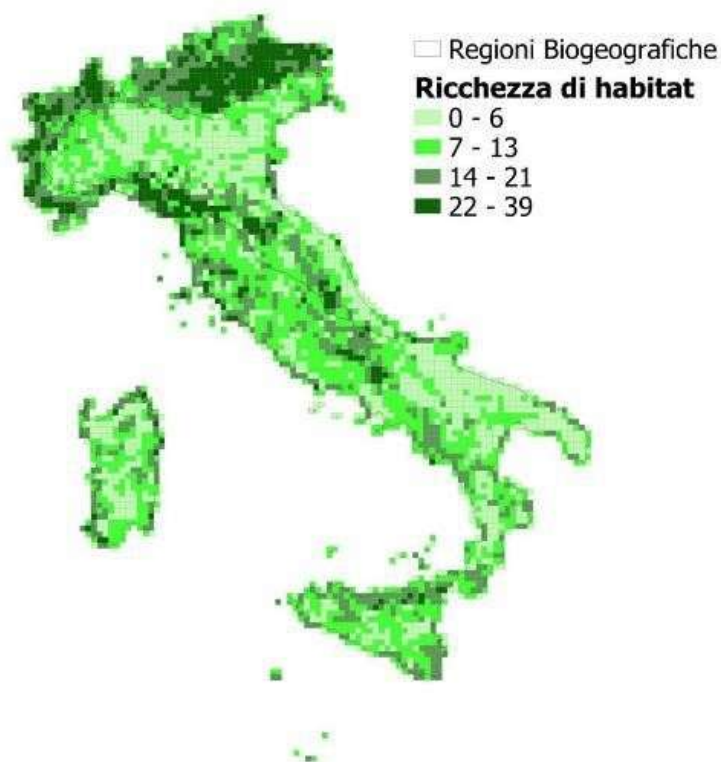 Regioni Biogeografiche
Ricchezza di habitat
0 - 6
7 - 13
14 - 21
22 - 39